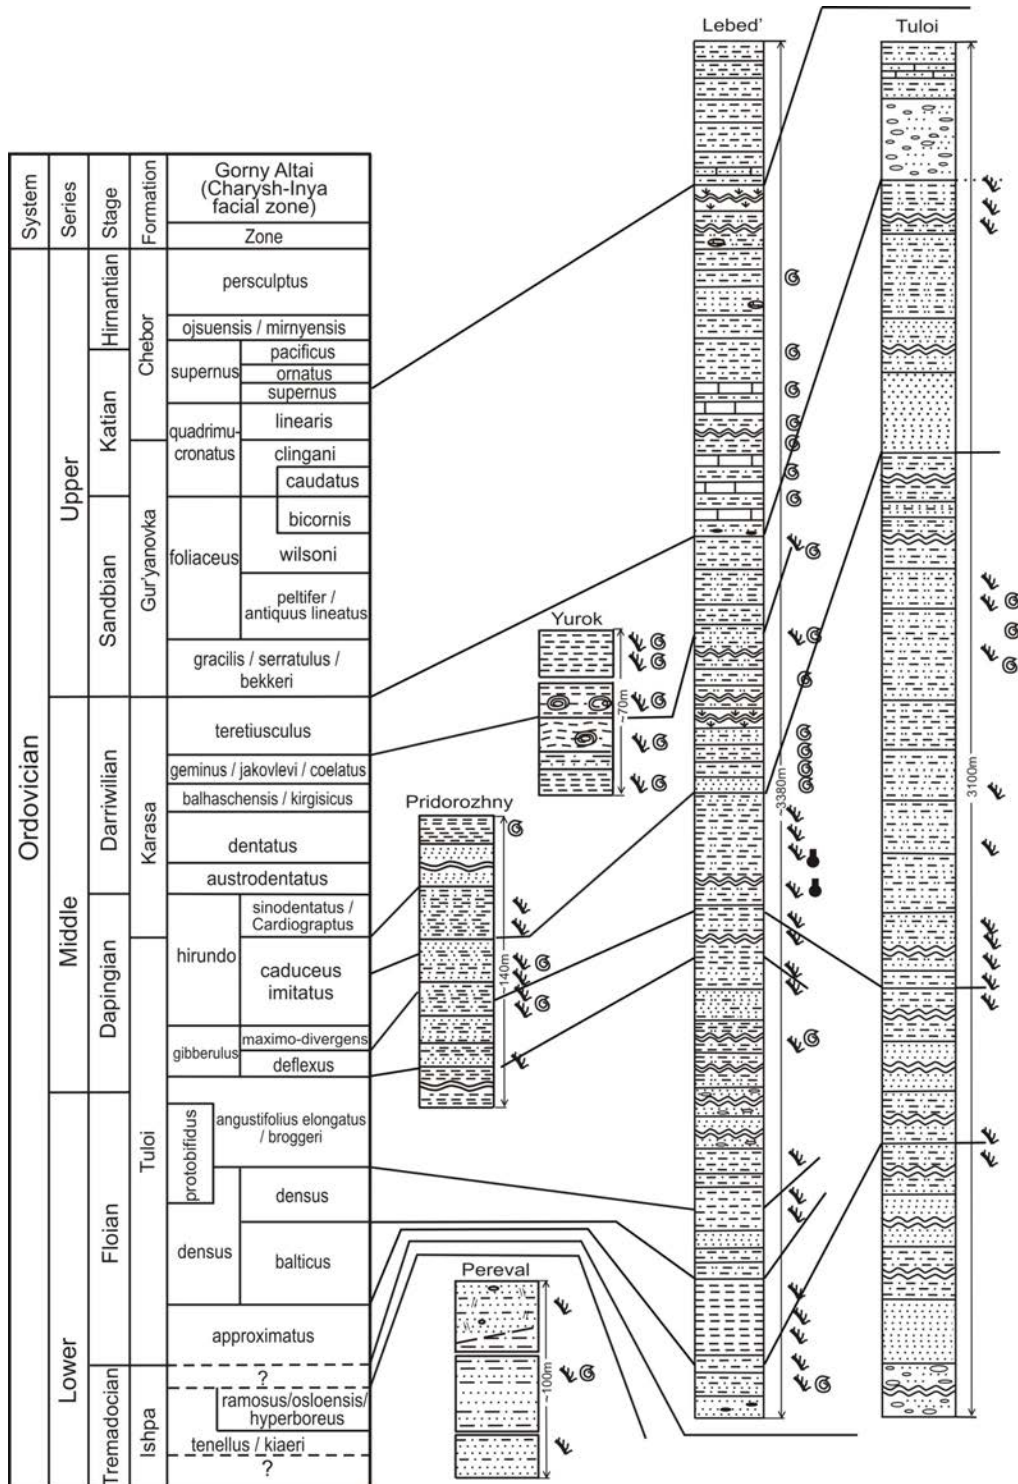 Lebed'
Tuloi
System
Series
Stage
Formation
Gorny Altai
(Charysh-Inya
facial zone)
Zone
Ordovician
Upper
Middle
Lower
Hirnantian
Katian
Sandbian
Darriwilian
Dapingian
Floian
Tremadocian
Chebor
Gur'yanovka
Karasa
Tuloi
Ishpa
persculptus
ojsuensis / mirnyensis
supernus
pacificus
ornatus
supernus
quadrimu-
cronatus
linearis
clingani
caudatus
foliaceus
bicornis
wilsoni
peltifer /
antiquus lineatus
gracilis / serratulus /
bekkeri
teretiusculus
geminus / jakovlevi / coelatus
balhaschensis / kirgisicus
dentatus
austrodentatus
hirundo
sinodentatus /
Cardiograptus
caduceus
imitatus
gibberulus
maximo-divergens
deflexus
protobifidus
angustifolius elongatus
/ broggeri
densus
densus
balticus
approximatus
?
ramosus/osloensis/
hyperboreus
tenellus / kiaeri
?
Yurok
~70m
Pridorozhny
~140m
Pereval
~100m
~3380m
3100m